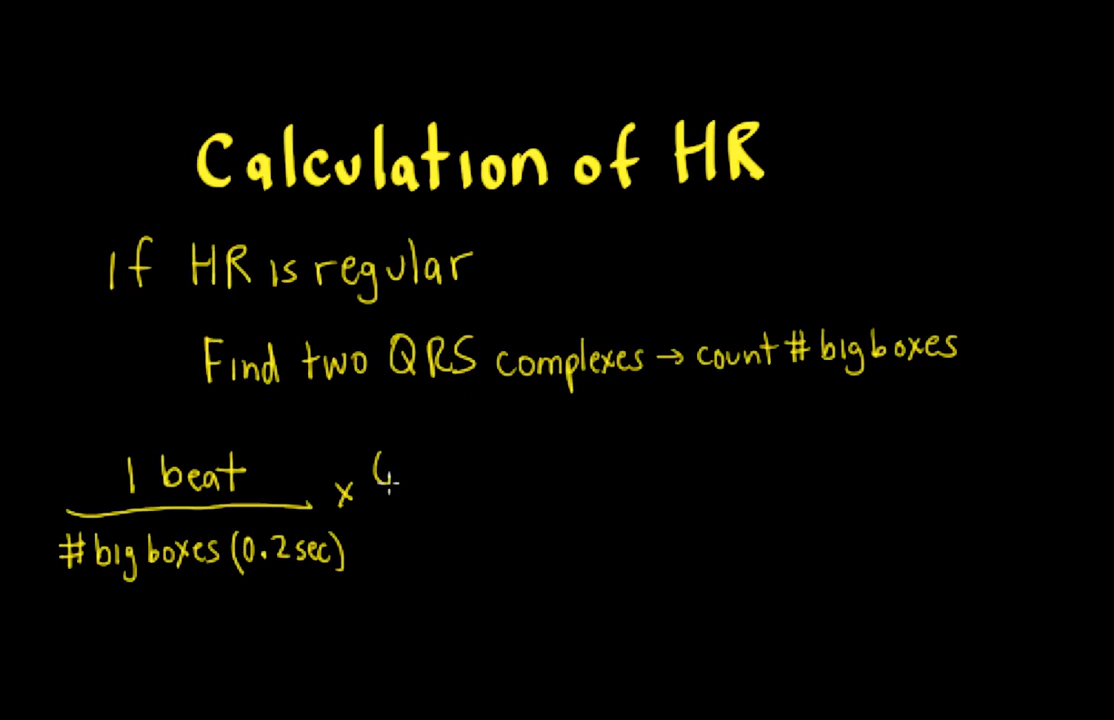 Calculation of HR
If HR is regular
Find two QRS complexes → count # big boxes
1 beat
×
# big boxes (0.2 sec)